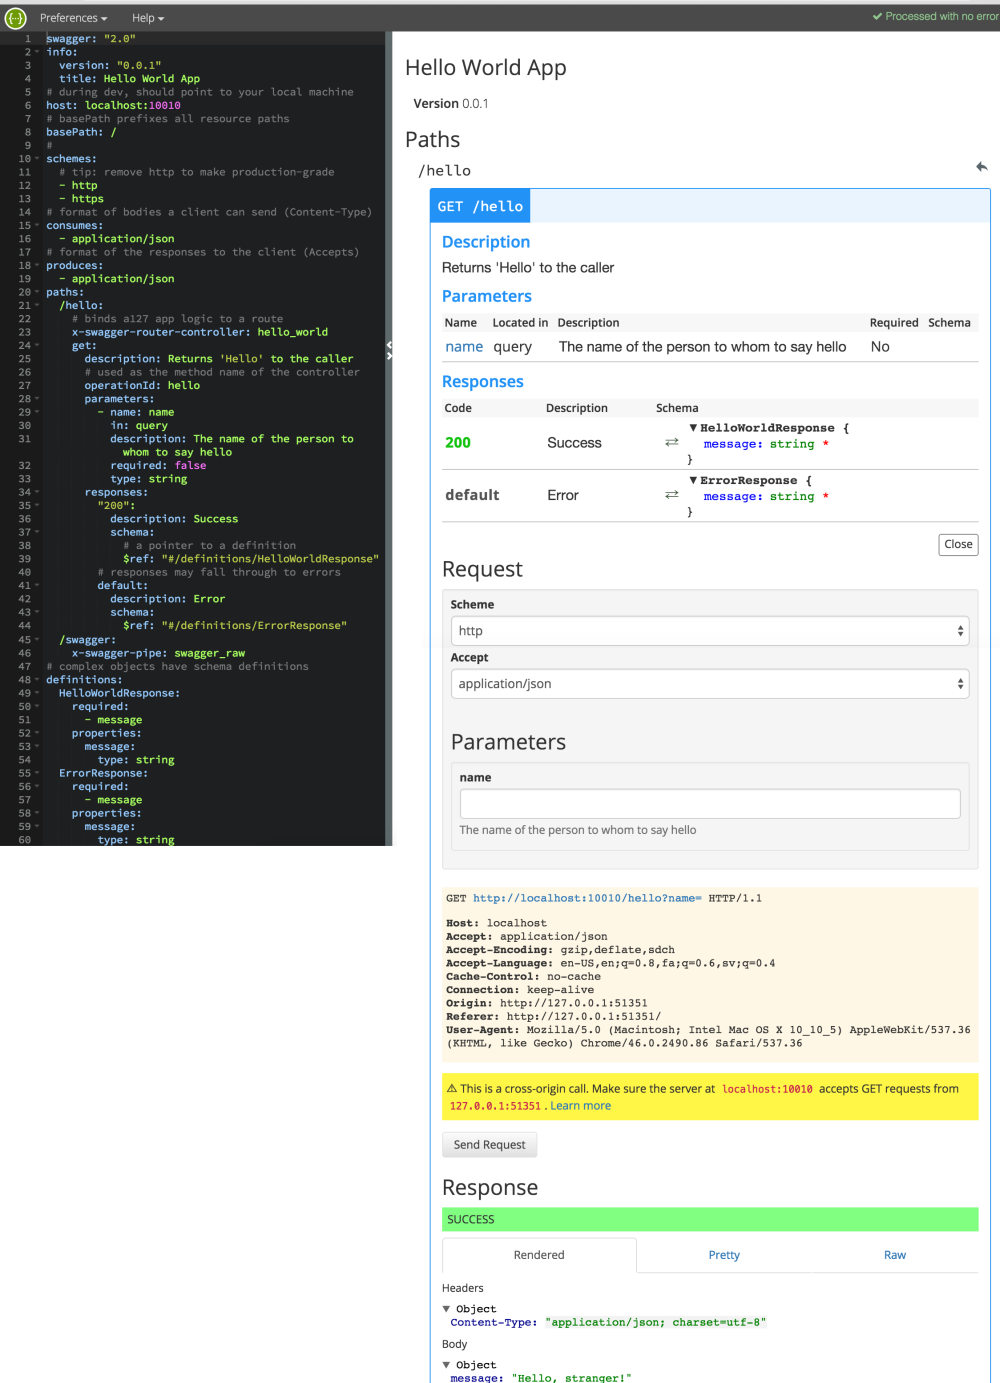 Preferences Help ✔ Processed with no error
1 swagger: "2.0"
2 info:
3 version: "0.0.1"
4 title: Hello World App
5 # during dev, should point to your local machine
6 host: localhost:10010
7 # basePath prefixes all resource paths
8 basePath: /
9 #
10 schemes:
11 # tip: remove http to make production-grade
12 - http
13 - https
14 # format of bodies a client can send (Content-Type)
15 consumes:
16 - application/json
17 # format of the responses to the client (Accepts)
18 produces:
19 - application/json
20 paths:
21 /hello:
22 # binds a127 app logic to a route
23 x-swagger-router-controller: hello_world
24 get:
25 description: Returns 'Hello' to the caller
26 # used as the method name of the controller
27 operationId: hello
28 parameters:
29 - name: name
30 in: query
31 description: The name of the person to
whom to say hello
32 required: false
33 type: string
34 responses:
35 "200":
36 description: Success
37 schema:
38 # a pointer to a definition
39 $ref: "#/definitions/HelloWorldResponse"
40 # responses may fall through to errors
41 default:
42 description: Error
43 schema:
44 $ref: "#/definitions/ErrorResponse"
45 /swagger:
46 x-swagger-pipe: swagger_raw
47 # complex objects have schema definitions
48 definitions:
49 HelloWorldResponse:
50 required:
51 - message
52 properties:
53 message:
54 type: string
55 ErrorResponse:
56 required:
57 - message
58 properties:
59 message:
60 type: string
Hello World App
Version 0.0.1
Paths
/hello
GET /hello
Description
Returns 'Hello' to the caller
Parameters
Name Located in Description Required Schema
name query The name of the person to whom to say hello No
Responses
Code Description Schema
200 Success ⇄ ▼ HelloWorldResponse {
message: string *
}
default Error ⇄ ▼ ErrorResponse {
message: string *
}
Close
Request
Scheme
http
Accept
application/json
Parameters
name
The name of the person to whom to say hello
GET http://localhost:10010/hello?name= HTTP/1.1
Host: localhost
Accept: application/json
Accept-Encoding: gzip,deflate,sdch
Accept-Language: en-US,en;q=0.8,fa;q=0.6,sv;q=0.4
Cache-Control: no-cache
Connection: keep-alive
Origin: http://127.0.0.1:51351
Referer: http://127.0.0.1:51351/
User-Agent: Mozilla/5.0 (Macintosh; Intel Mac OS X 10_10_5) AppleWebKit/537.36
(KHTML, like Gecko) Chrome/46.0.2490.86 Safari/537.36
⚠ This is a cross-origin call. Make sure the server at localhost:10010 accepts GET requests from
127.0.0.1:51351 . Learn more
Send Request
Response
SUCCESS
Rendered Pretty Raw
Headers
▼ Object
Content-Type: "application/json; charset=utf-8"
Body
▼ Object
message: "Hello, stranger!"